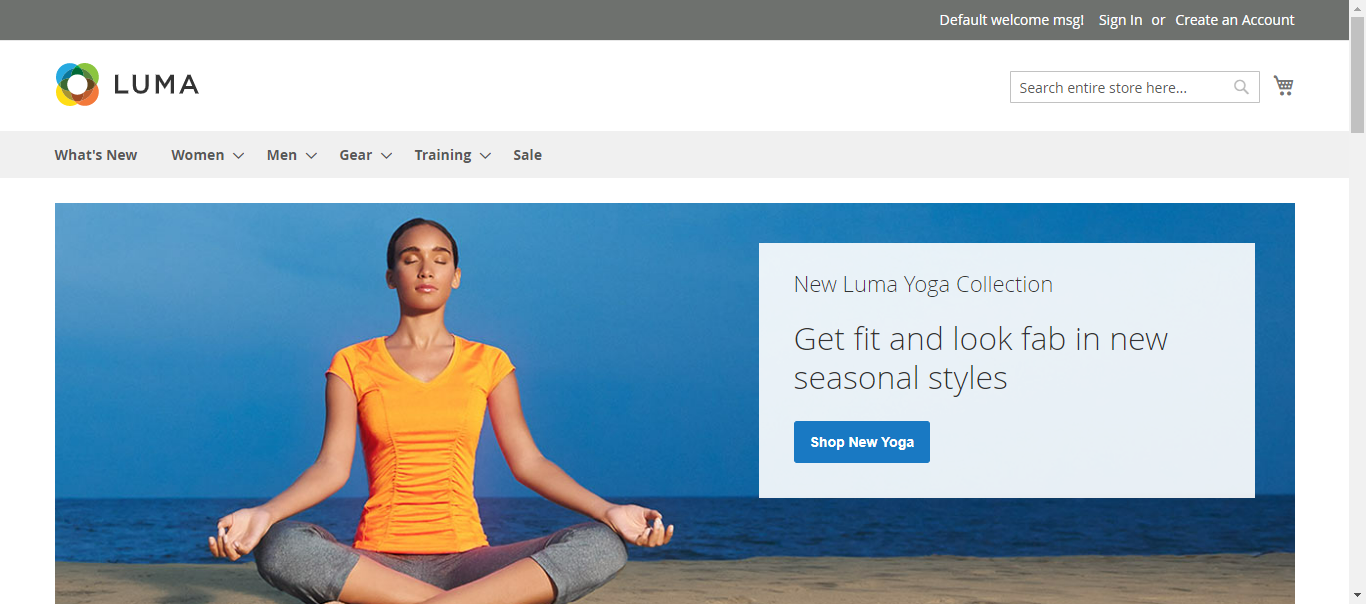 Default welcome msg! Sign In or Create an Account
LUMA
Search entire store here...
What's New Women Men Gear Training Sale
New Luma Yoga Collection
Get fit and look fab in new
seasonal styles
Shop New Yoga